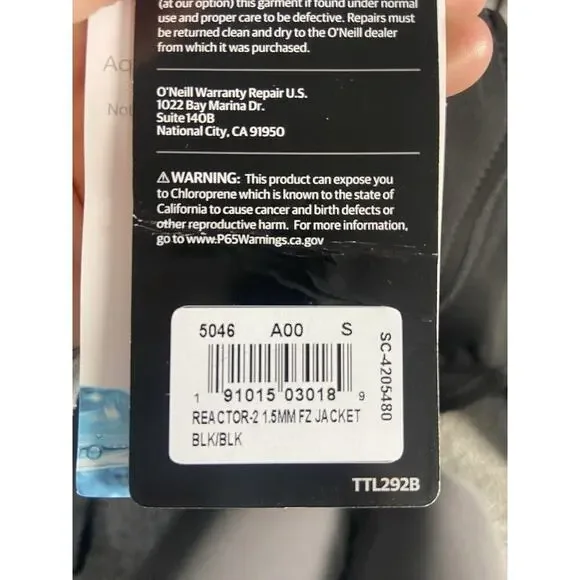 (at our option) this garment if found under normal
use and proper care to be defective. Repairs must
be returned clean and dry to the O'Neill dealer
from which it was purchased.
O'Neill Warranty Repair U.S.
1022 Bay Marina Dr.
Suite 140B
National City, CA 91950
⚠WARNING: This product can expose you
to Chloroprene which is known to the state of
California to cause cancer and birth defects or
other reproductive harm. For more information,
go to www.P65Warnings.ca.gov
5046 A00 S
1 91015 03018 9
REACTOR-2 1.5MM FZ JACKET
BLK/BLK
SC-4205480
TTL292B